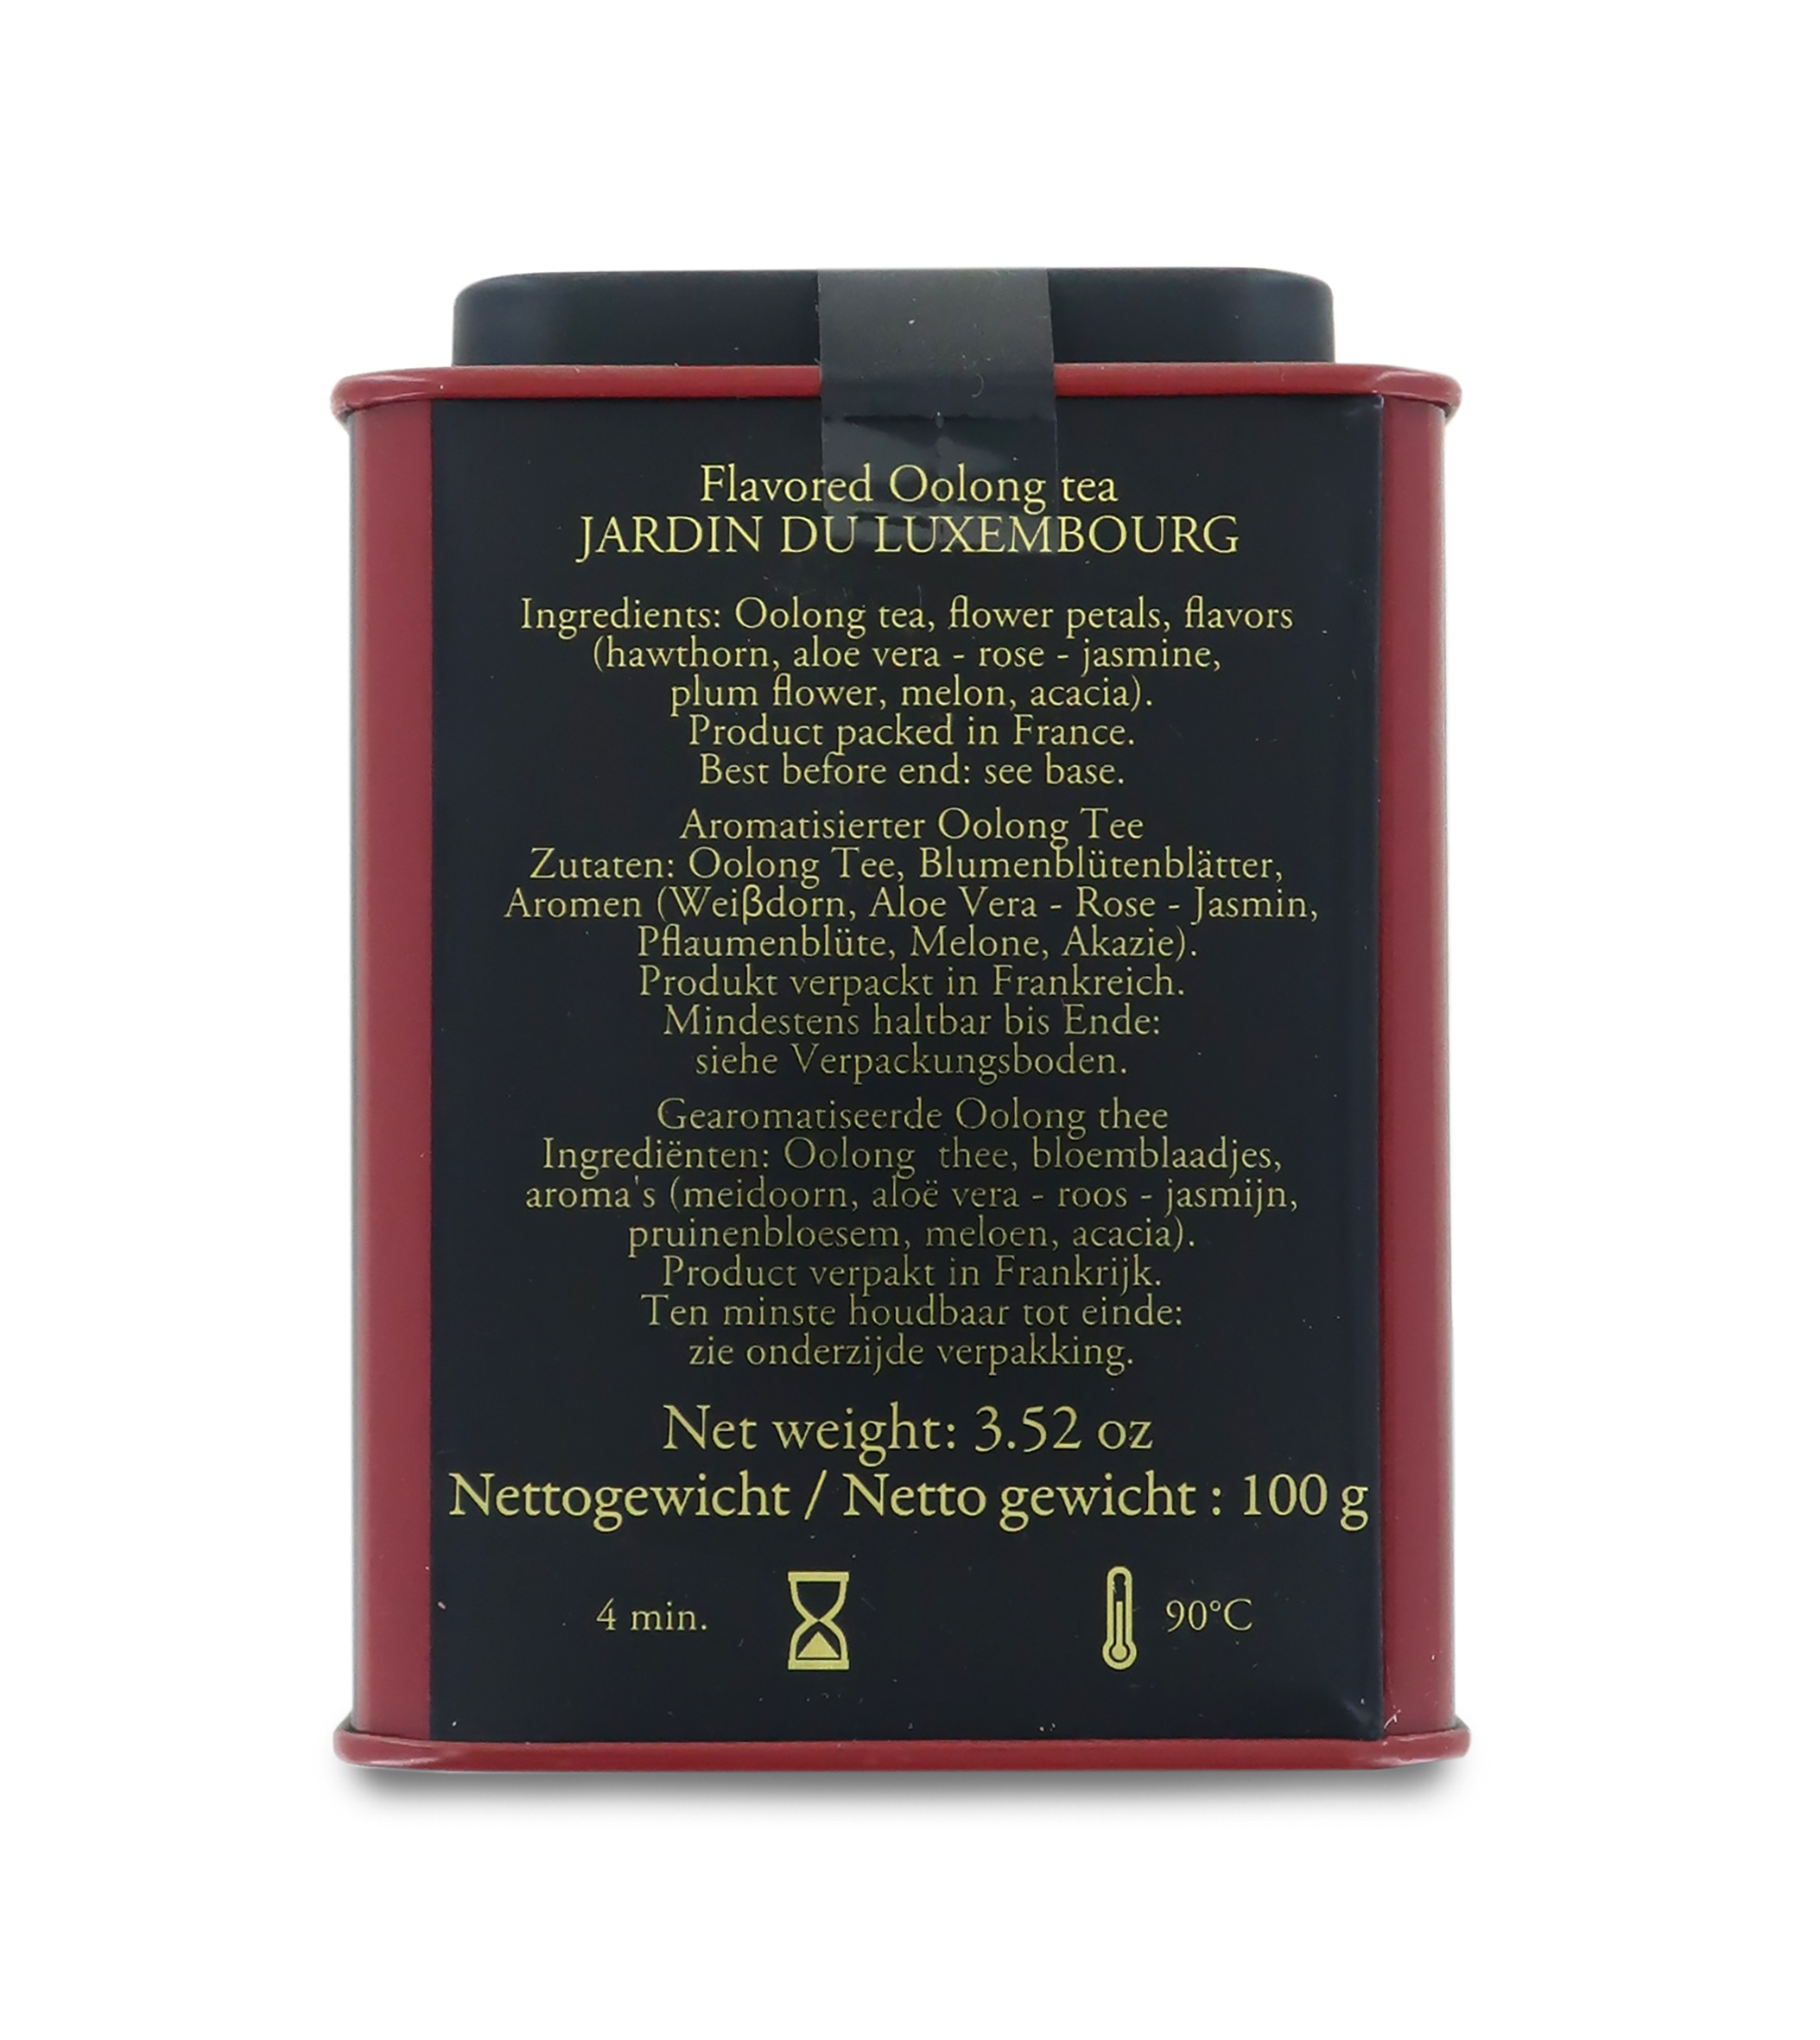 Flavored Oolong tea
JARDIN DU LUXEMBOURG
Ingredients: Oolong tea, flower petals, flavors
(hawthorn, aloe vera - rose - jasmine,
plum flower, melon, acacia).
Product packed in France.
Best before end: see base.
Aromatisierter Oolong Tee
Zutaten: Oolong Tee, Blumenblütenblätter,
Aromen (Weiβdorn, Aloe Vera - Rose - Jasmin,
Pflaumenblüte, Melone, Akazie).
Produkt verpackt in Frankreich.
Mindestens haltbar bis Ende:
siehe Verpackungsboden.
Gearomatiseerde Oolong thee
Ingrediënten: Oolong  thee, bloemblaadjes,
aroma's (meidoorn, aloë vera - roos - jasmijn,
pruinenbloesem, meloen, acacia).
Product verpakt in Frankrijk.
Ten minste houdbaar tot einde:
zie onderzijde verpakking.
Net weight: 3.52 oz
Nettogewicht / Netto gewicht : 100 g
4 min. 90°C